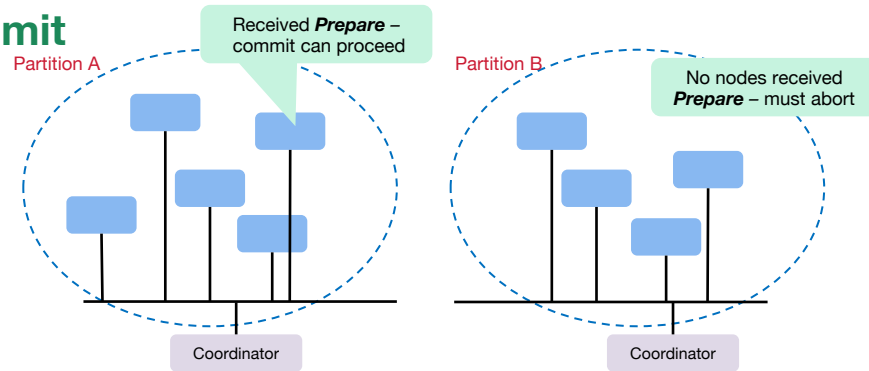 mit
Received Prepare –
commit can proceed
Partition A
Partition B
No nodes received
Prepare – must abort
Coordinator
Coordinator